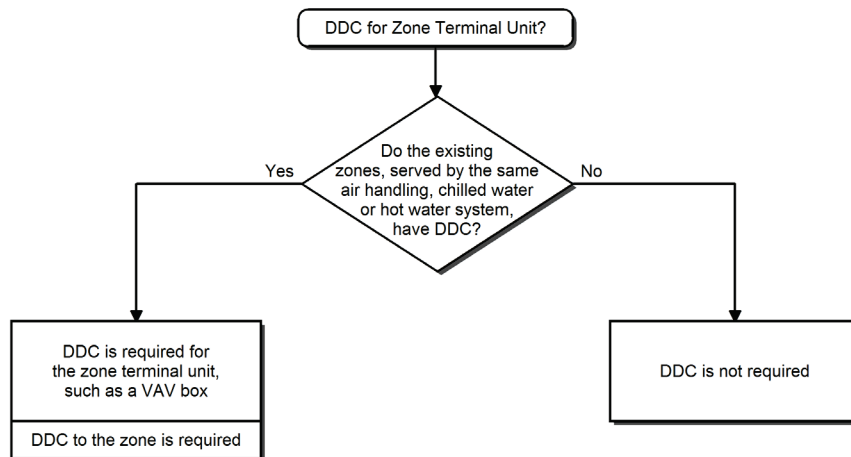 DDC for Zone Terminal Unit?
Do the existing
zones, served by the same
air handling, chilled water
or hot water system,
have DDC?
Yes
No
DDC is required for
the zone terminal unit,
such as a VAV box
DDC to the zone is required
DDC is not required